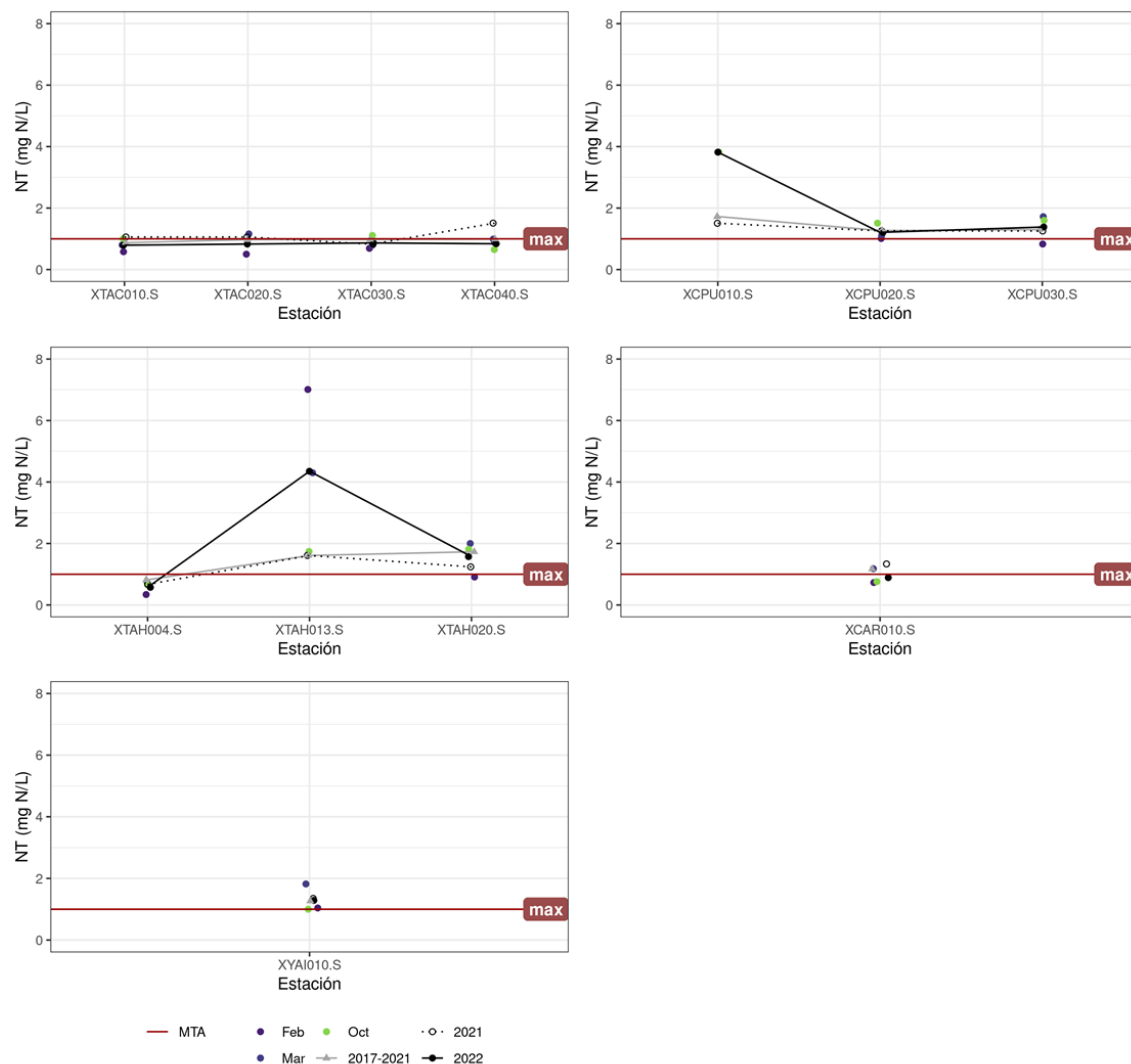 8
6
4
2
0
NT (mg N/L)
max
XTAC010.S XTAC020.S XTAC030.S XTAC040.S
Estación
8
6
4
2
0
NT (mg N/L)
max
XCPU010.S XCPU020.S XCPU030.S
Estación
8
6
4
2
0
NT (mg N/L)
max
XTAH004.S XTAH013.S XTAH020.S
Estación
8
6
4
2
0
NT (mg N/L)
max
XCAR010.S
Estación
8
6
4
2
0
NT (mg N/L)
max
XYAI010.S
Estación
MTA Feb Oct 2021
Mar 2017-2021 2022